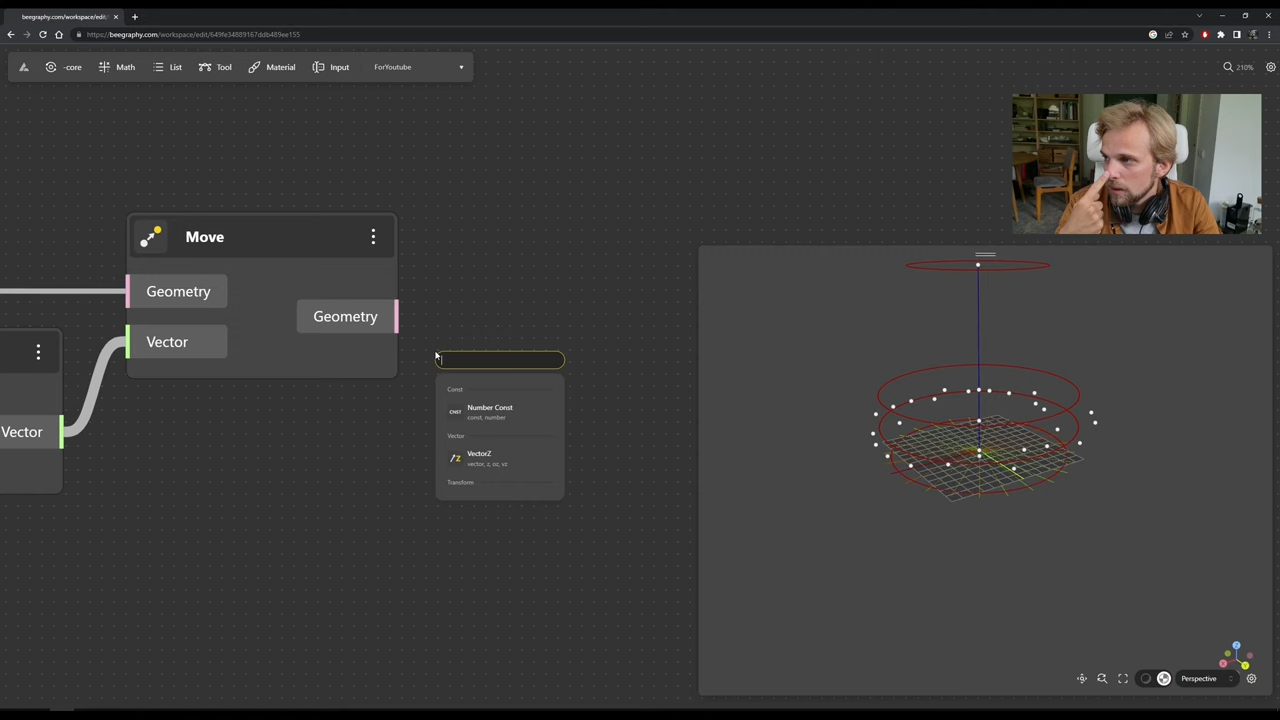 beegraphy.com/workspace/edit/
https://beegraphy.com/workspace/edit/649fe34889167ddb489ee155
-core
Math
List
Tool
Material
Input
ForYoutube
210%
Move
Geometry
Geometry
Vector
Vector
Const
CNST
Number Const
const, number
Vector
Z
VectorZ
vector, z, oz, vz
Transform
Z
X
Y
Perspective